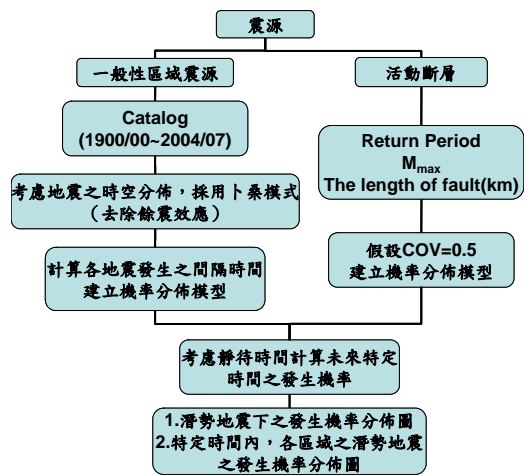 震源
一般性區域震源
活動斷層
Catalog
(1900/00~2004/07)
Return Period
Mmax
The length of fault(km)
考慮地震之時空分佈，採用卜桑模式
（去除餘震效應）
假設COV=0.5
建立機率分佈模型
計算各地震發生之間隔時間
建立機率分佈模型
考慮靜待時間計算未來特定
時間之發生機率
1.潛勢地震下之發生機率分佈圖
2.特定時間內，各區域之潛勢地震
之發生機率分佈圖